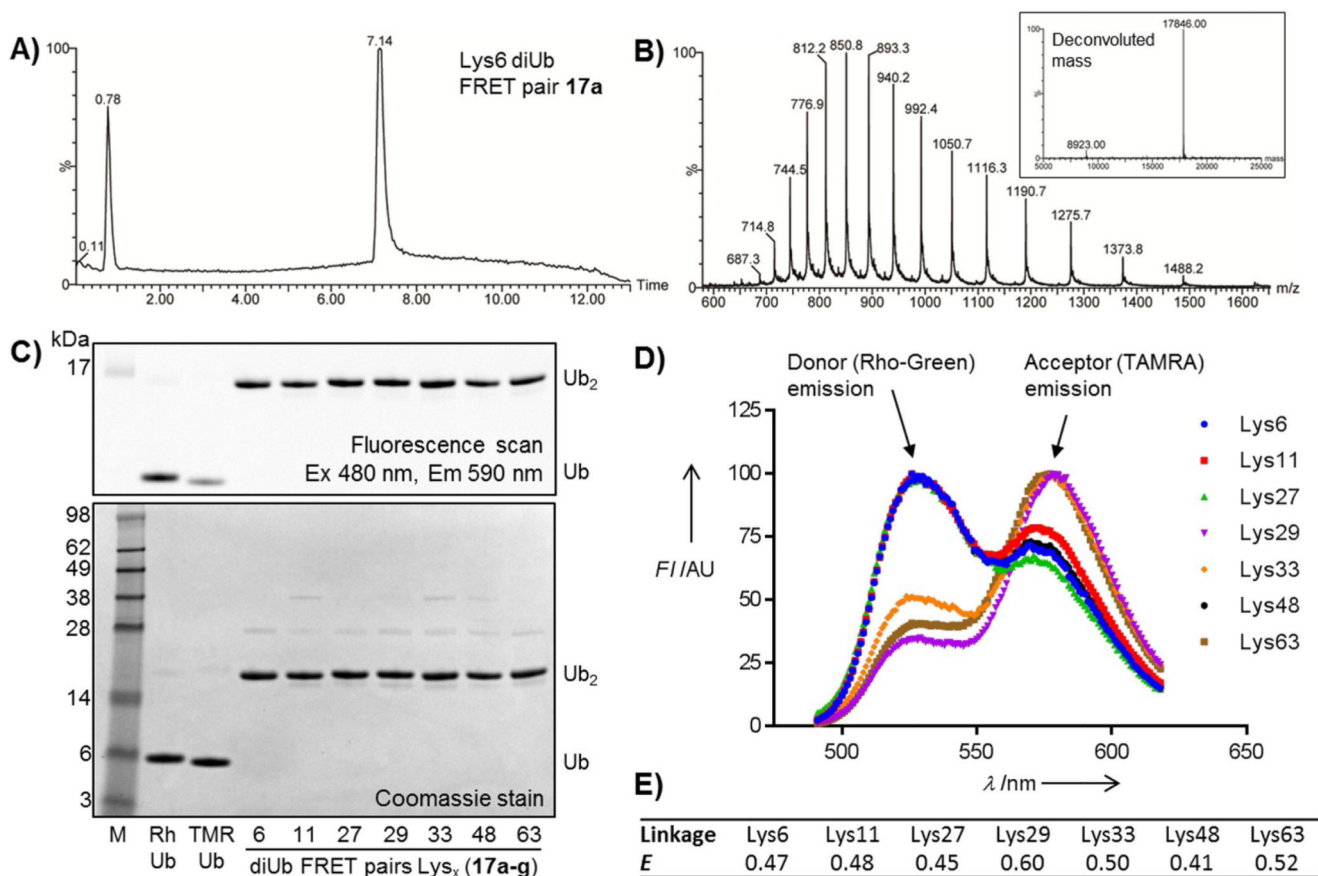 A)
100
%
0
0.11
0.78
7.14
Lys6 diUb
FRET pair 17a
2.00 4.00 6.00 8.00 10.00 12.00
Time
B)
100
%
0
687.3
714.8
744.5
776.9
812.2
850.8
893.3
940.2
992.4
1050.7
1116.3
1190.7
1275.7
1373.8
1488.2
600 700 800 900 1000 1100 1200 1300 1400 1500 1600
m/z
Deconvoluted
mass
100
%
0
8923.00
17846.00
5000 10000 15000 20000 25000
mass
C)
kDa
17
Ub2
Fluorescence scan
Ex 480 nm, Em 590 nm
Ub
98
62
49
38
28
14
6
3
Ub2
Ub
Coomassie stain
M Rh TMR 6 11 27 29 33 48 63
Ub Ub diUb FRET pairs Lysx (17a-g)
D)
Donor (Rho-Green)
emission
Acceptor (TAMRA)
emission
125
100
75
50
25
0
FI/AU
500 550 600 650
λ/nm
Lys6
Lys11
Lys27
Lys29
Lys33
Lys48
Lys63
E)
Linkage Lys6 Lys11 Lys27 Lys29 Lys33 Lys48 Lys63
E 0.47 0.48 0.45 0.60 0.50 0.41 0.52